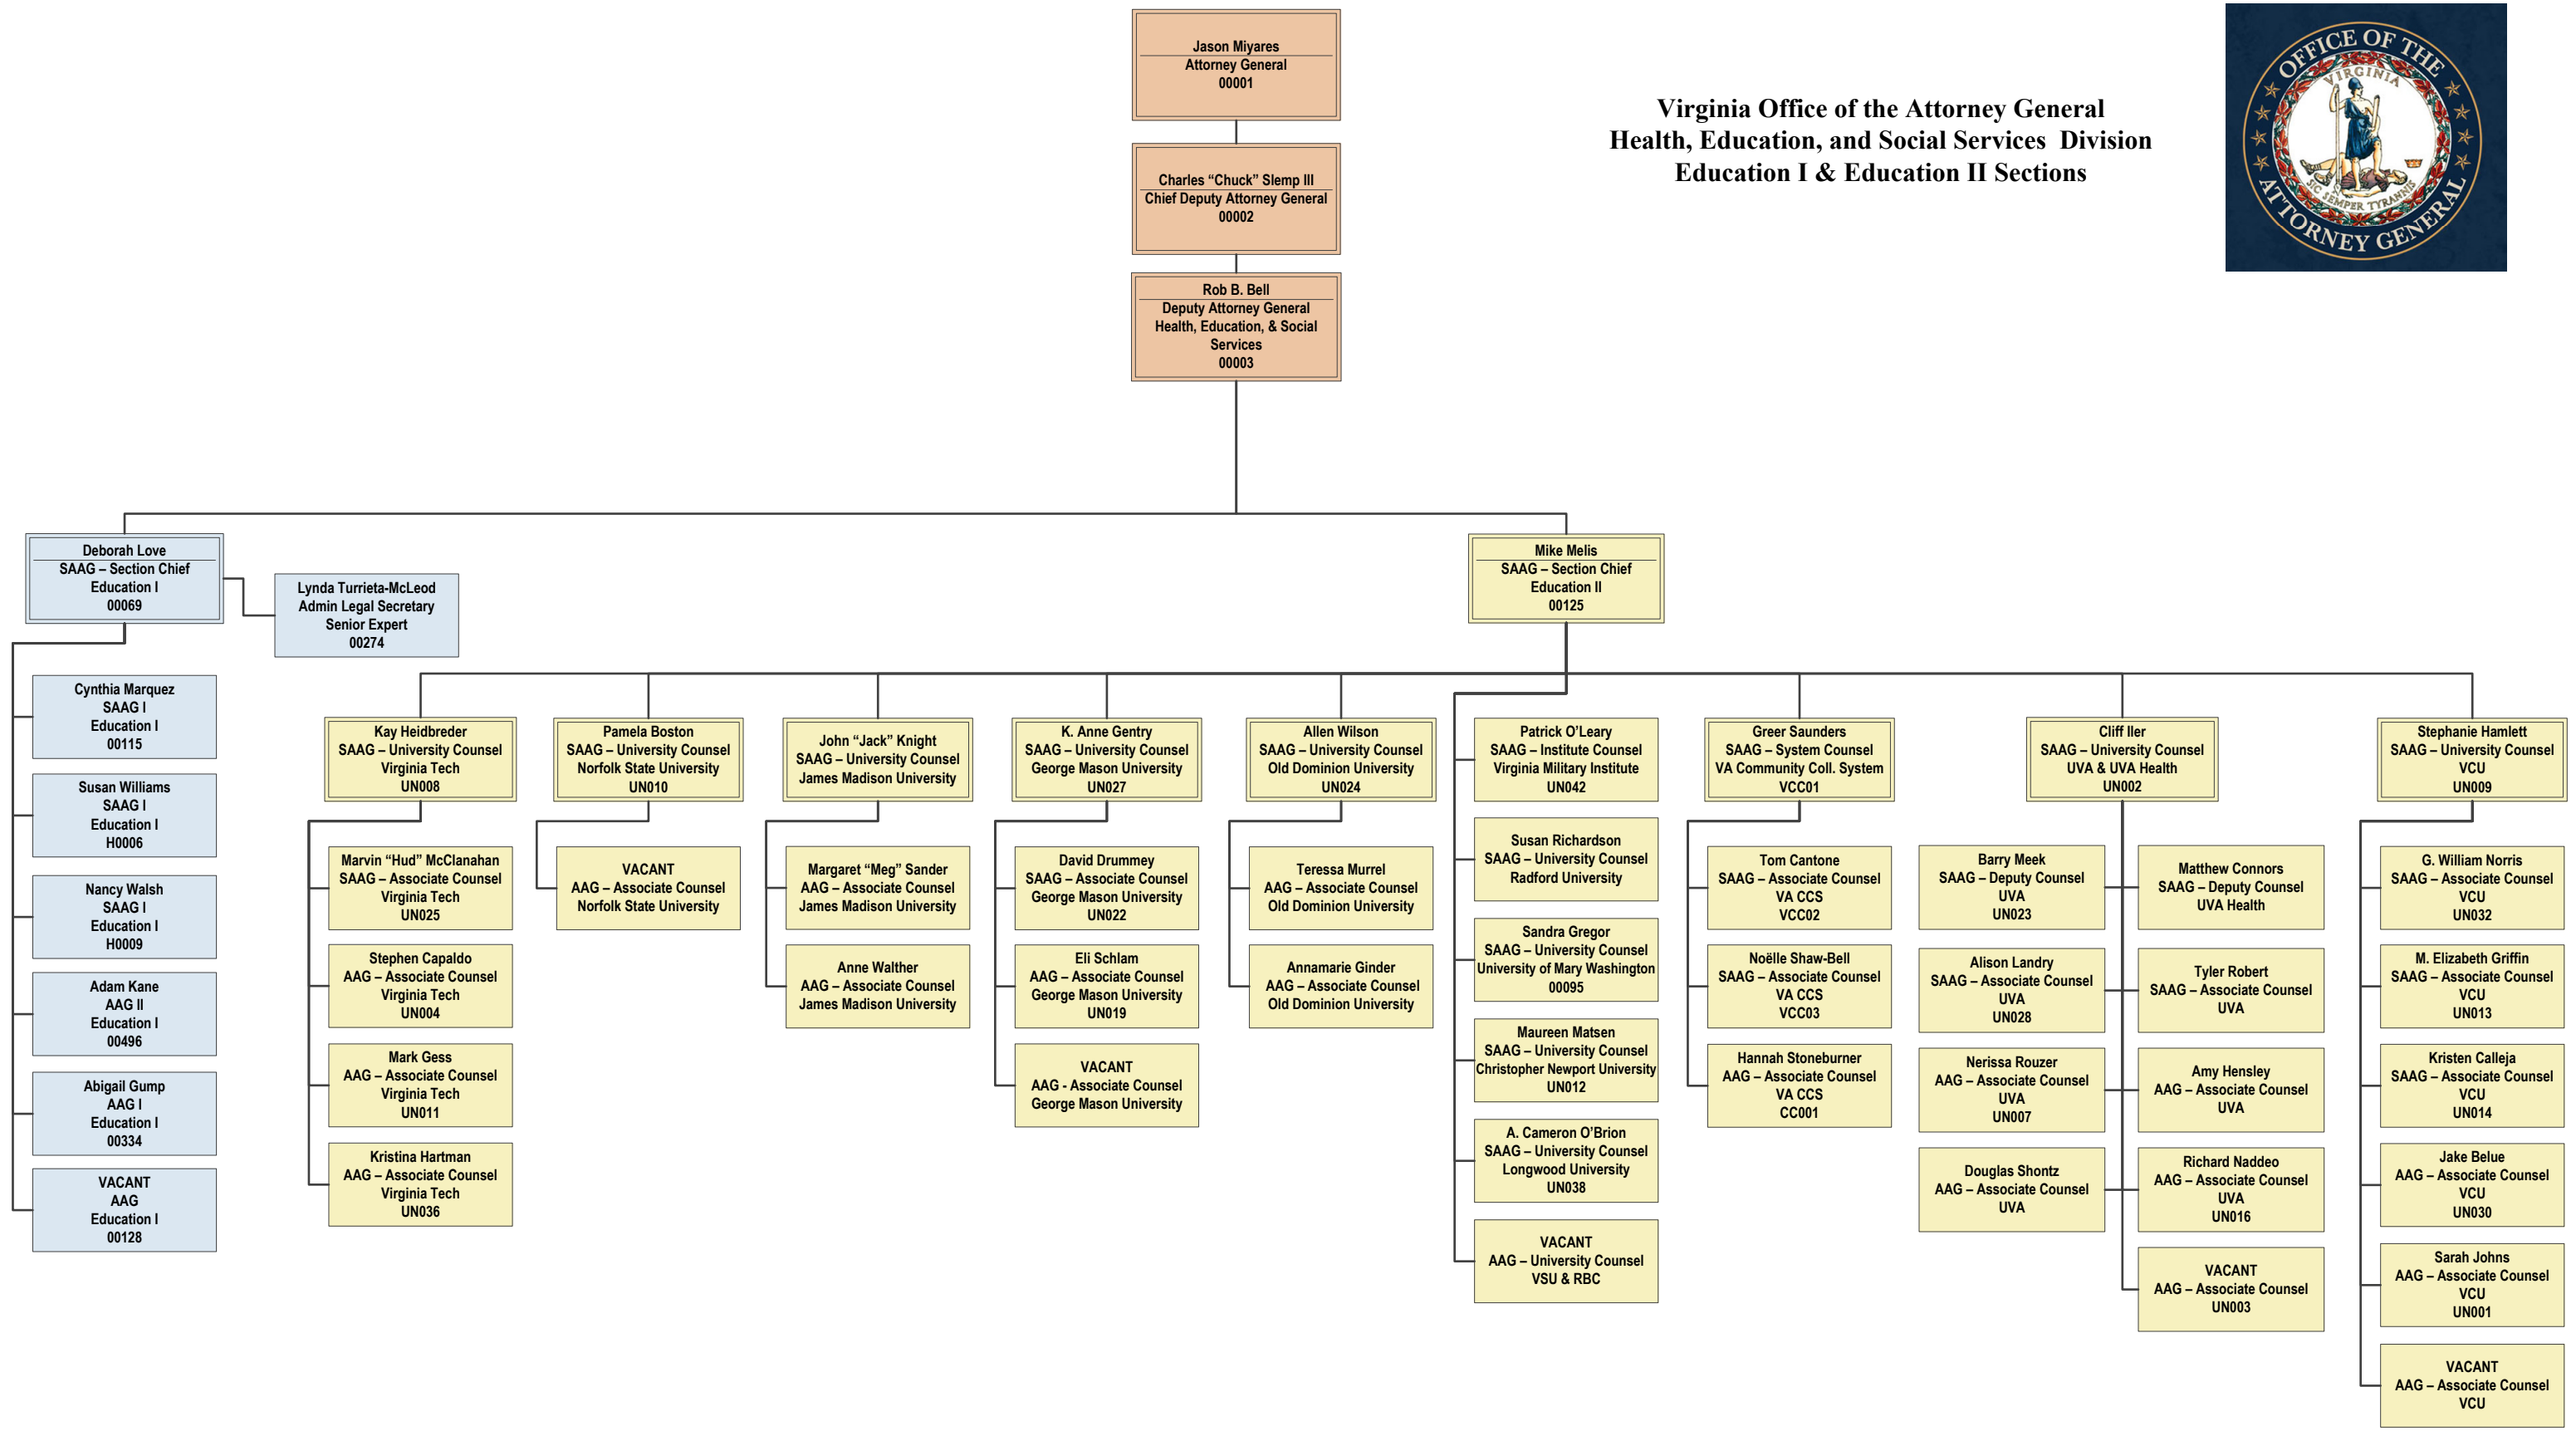 Jason Miyares
Attorney General
00001
Virginia Office of the Attorney General
Health, Education, and Social Services Division
Education I & Education II Sections
OFFICE OF THE
ATTORNEY GENERAL
VIRGINIA
SIC SEMPER TYRANNIS
Charles “Chuck” Slemp III
Chief Deputy Attorney General
00002
Rob B. Bell
Deputy Attorney General
Health, Education, & Social
Services
00003
Deborah Love
SAAG – Section Chief
Education I
00069
Lynda Turrieta-McLeod
Admin Legal Secretary
Senior Expert
00274
Cynthia Marquez
SAAG I
Education I
00115
Susan Williams
SAAG I
Education I
H0006
Nancy Walsh
SAAG I
Education I
H0009
Adam Kane
AAG II
Education I
00496
Abigail Gump
AAG I
Education I
00334
VACANT
AAG
Education I
00128
Mike Melis
SAAG – Section Chief
Education II
00125
Kay Heidbreder
SAAG – University Counsel
Virginia Tech
UN008
Marvin “Hud” McClanahan
SAAG – Associate Counsel
Virginia Tech
UN025
Stephen Capaldo
AAG – Associate Counsel
Virginia Tech
UN004
Mark Gess
AAG – Associate Counsel
Virginia Tech
UN011
Kristina Hartman
AAG – Associate Counsel
Virginia Tech
UN036
Pamela Boston
SAAG – University Counsel
Norfolk State University
UN010
VACANT
AAG – Associate Counsel
Norfolk State University
John “Jack” Knight
SAAG – University Counsel
James Madison University
Margaret “Meg” Sander
AAG – Associate Counsel
James Madison University
Anne Walther
AAG – Associate Counsel
James Madison University
K. Anne Gentry
SAAG – University Counsel
George Mason University
UN027
David Drummey
SAAG – Associate Counsel
George Mason University
UN022
Eli Schlam
AAG – Associate Counsel
George Mason University
UN019
VACANT
AAG - Associate Counsel
George Mason University
Allen Wilson
SAAG – University Counsel
Old Dominion University
UN024
Teressa Murrel
AAG – Associate Counsel
Old Dominion University
Annamarie Ginder
AAG – Associate Counsel
Old Dominion University
Patrick O’Leary
SAAG – Institute Counsel
Virginia Military Institute
UN042
Susan Richardson
SAAG – University Counsel
Radford University
Sandra Gregor
SAAG – University Counsel
University of Mary Washington
00095
Maureen Matsen
SAAG – University Counsel
Christopher Newport University
UN012
A. Cameron O’Brion
SAAG – University Counsel
Longwood University
UN038
VACANT
AAG – University Counsel
VSU & RBC
Greer Saunders
SAAG – System Counsel
VA Community Coll. System
VCC01
Tom Cantone
SAAG – Associate Counsel
VA CCS
VCC02
Noëlle Shaw-Bell
SAAG – Associate Counsel
VA CCS
VCC03
Hannah Stoneburner
AAG – Associate Counsel
VA CCS
CC001
Cliff Iler
SAAG – University Counsel
UVA & UVA Health
UN002
Barry Meek
SAAG – Deputy Counsel
UVA
UN023
Matthew Connors
SAAG – Deputy Counsel
UVA Health
Alison Landry
SAAG – Associate Counsel
UVA
UN028
Tyler Robert
SAAG – Associate Counsel
UVA
Nerissa Rouzer
AAG – Associate Counsel
UVA
UN007
Amy Hensley
AAG – Associate Counsel
UVA
Douglas Shontz
AAG – Associate Counsel
UVA
Richard Naddeo
AAG – Associate Counsel
UVA
UN016
VACANT
AAG – Associate Counsel
UN003
Stephanie Hamlett
SAAG – University Counsel
VCU
UN009
G. William Norris
SAAG – Associate Counsel
VCU
UN032
M. Elizabeth Griffin
SAAG – Associate Counsel
VCU
UN013
Kristen Calleja
SAAG – Associate Counsel
VCU
UN014
Jake Belue
AAG – Associate Counsel
VCU
UN030
Sarah Johns
AAG – Associate Counsel
VCU
UN001
VACANT
AAG – Associate Counsel
VCU